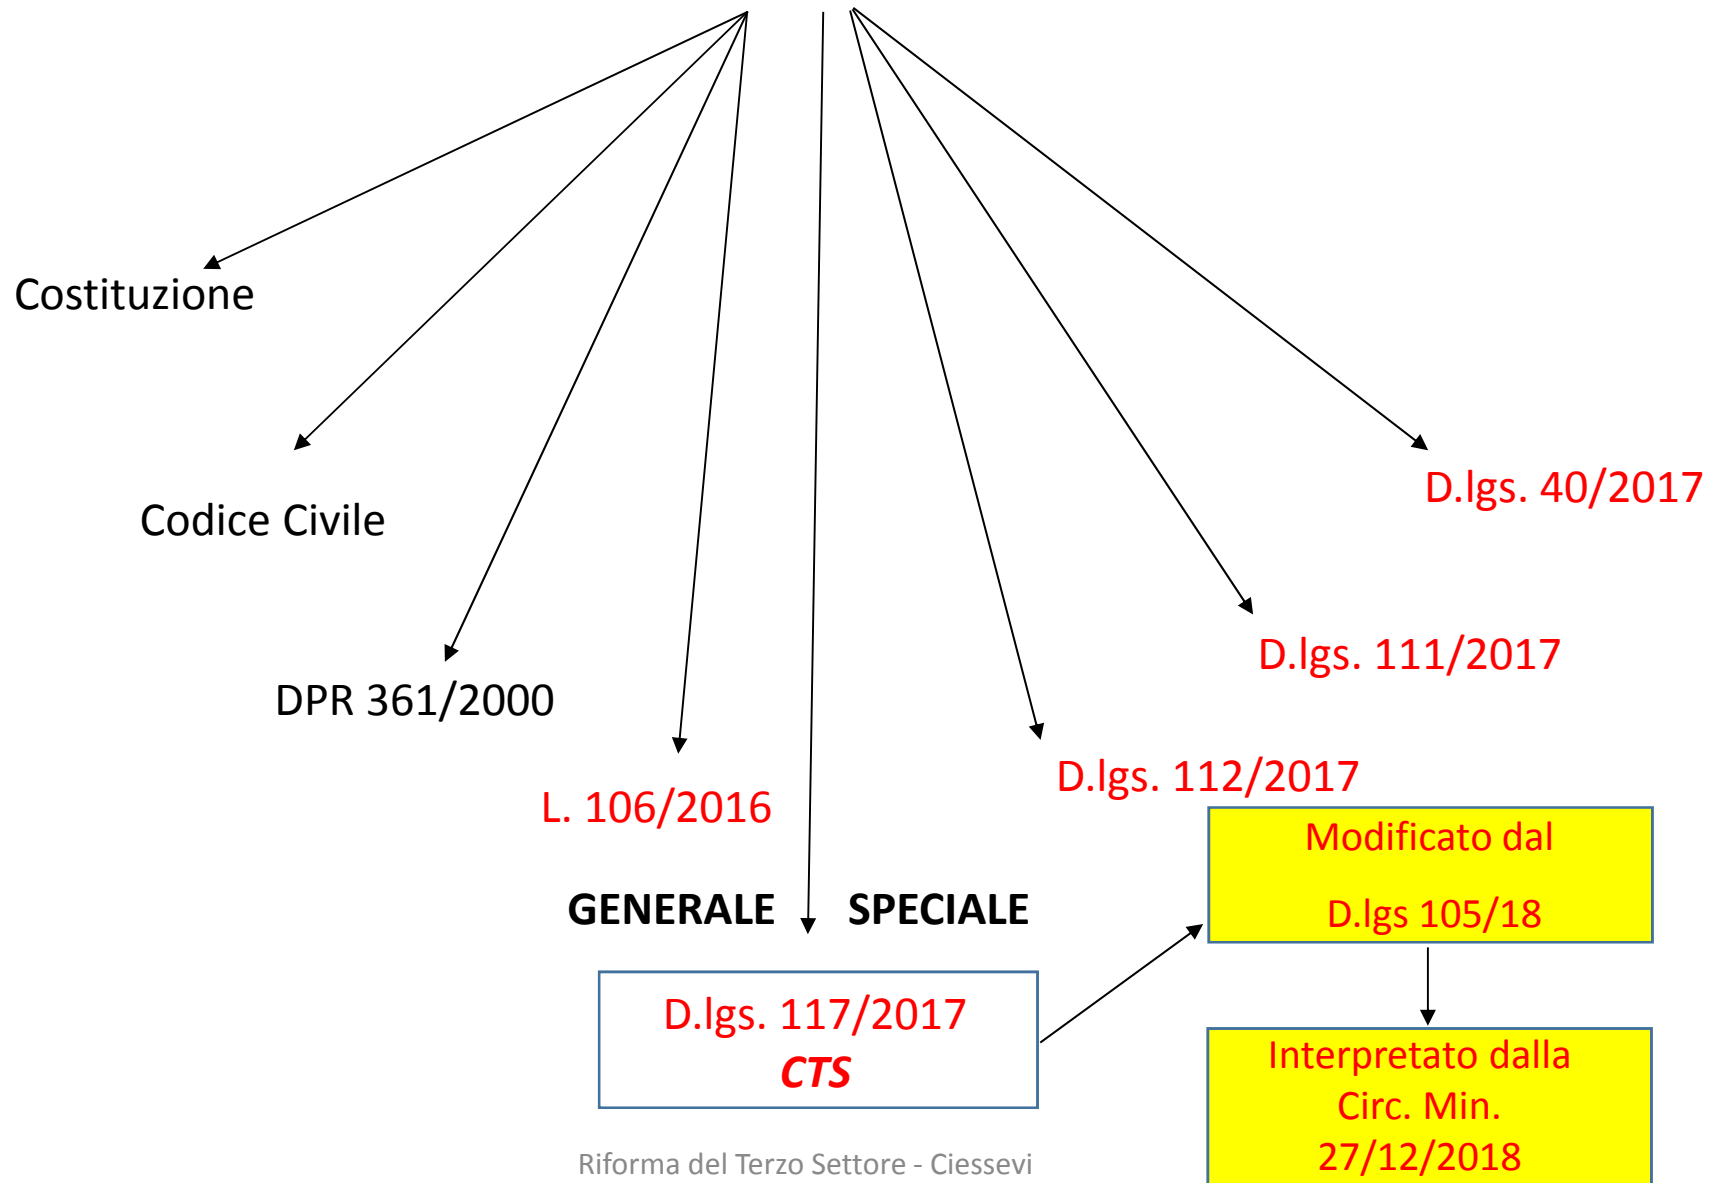 Costituzione
Codice Civile
DPR 361/2000
L. 106/2016
D.lgs. 40/2017
D.lgs. 111/2017
D.lgs. 112/2017
GENERALE SPECIALE
D.lgs. 117/2017
CTS
Modificato dal
D.lgs 105/18
Interpretato dalla
Circ. Min.
27/12/2018
Riforma del Terzo Settore - Ciessevi